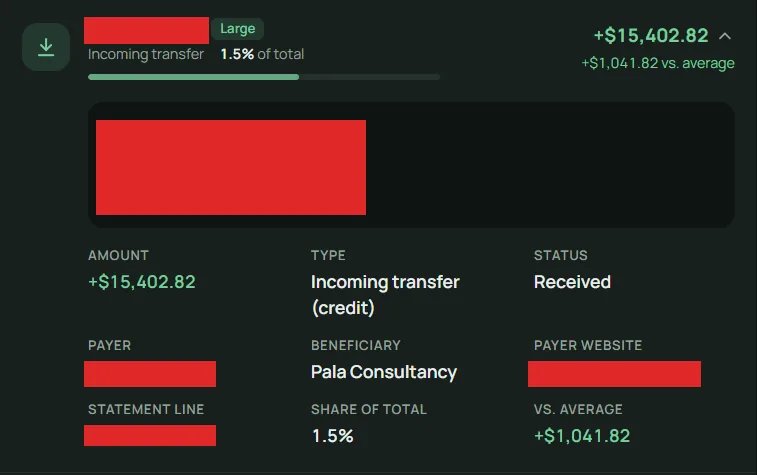 Large
+$15,402.82
Incoming transfer 1.5% of total
+$1,041.82 vs. average
AMOUNT TYPE STATUS
+$15,402.82 Incoming transfer Received
(credit)
PAYER BENEFICIARY PAYER WEBSITE
Pala Consultancy
STATEMENT LINE SHARE OF TOTAL VS. AVERAGE
1.5% +$1,041.82